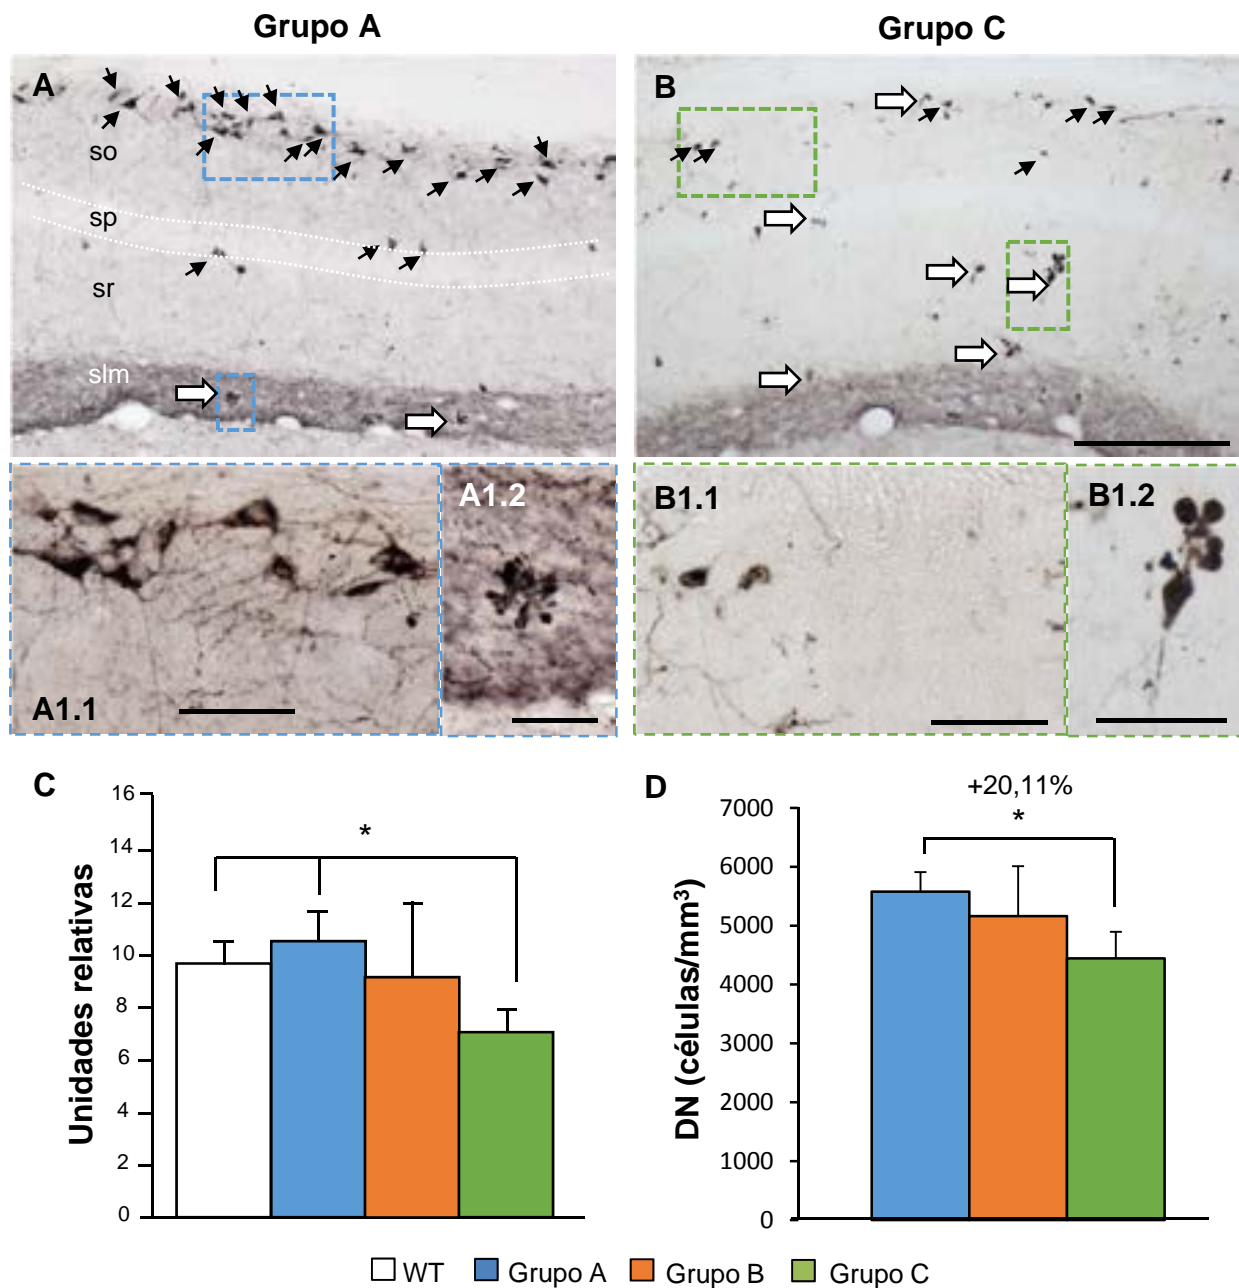 Grupo A
Grupo C
A
so
sp
sr
slm
B
A1.1
A1.2
B1.1
B1.2
C
Unidades relativas
16
14
12
10
8
6
4
2
0
*
D
+20,11%
*
DN (células/mm³)
7000
6000
5000
4000
3000
2000
1000
0
WT Grupo A Grupo B Grupo C